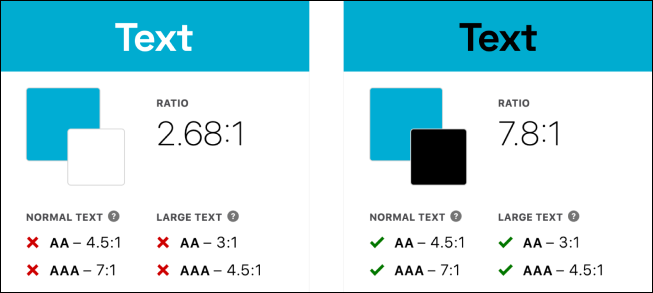 Text
RATIO
2.68:1
NORMAL TEXT ?
LARGE TEXT ?
AA – 4.5:1
AA – 3:1
AAA – 7:1
AAA – 4.5:1
Text
RATIO
7.8:1
NORMAL TEXT ?
LARGE TEXT ?
AA – 4.5:1
AA – 3:1
AAA – 7:1
AAA – 4.5:1